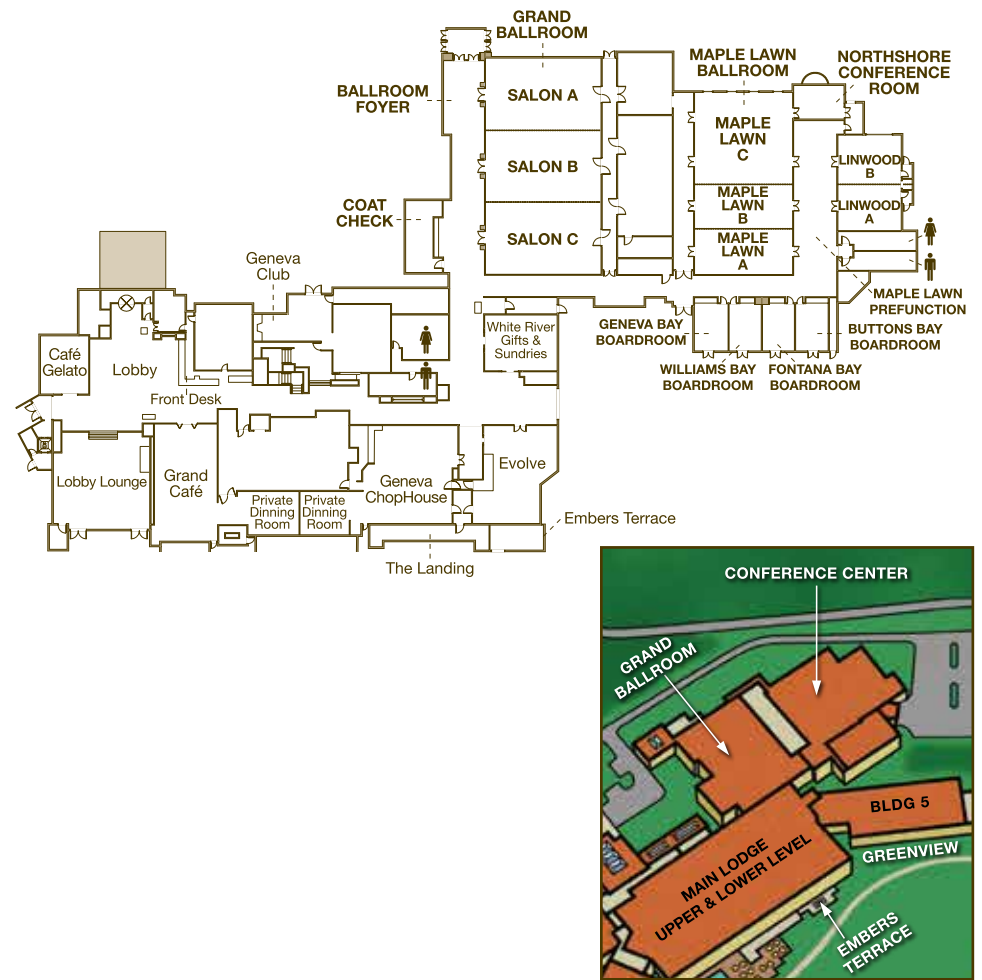 GRAND
BALLROOM
MAPLE LAWN
BALLROOM
NORTHSHORE
CONFERENCE
ROOM
BALLROOM
FOYER
SALON A
MAPLE
LAWN
C
SALON B
LINWOOD
B
MAPLE
LAWN
B
LINWOOD
A
COAT
CHECK
SALON C
MAPLE
LAWN
A
Geneva
Club
MAPLE LAWN
PREFUNCTION
White River
Gifts &
Sundries
GENEVA BAY
BOARDROOM
BUTTONS BAY
BOARDROOM
Café
Gelato
Lobby
WILLIAMS BAY
BOARDROOM
FONTANA BAY
BOARDROOM
Front Desk
Lobby Lounge
Grand
Café
Geneva
ChopHouse
Evolve
Private
Dinning
Room
Private
Dinning
Room
Embers Terrace
The Landing
CONFERENCE CENTER
GRAND
BALLROOM
BLDG 5
GREENVIEW
MAIN LODGE
UPPER & LOWER LEVEL
EMBERS
TERRACE